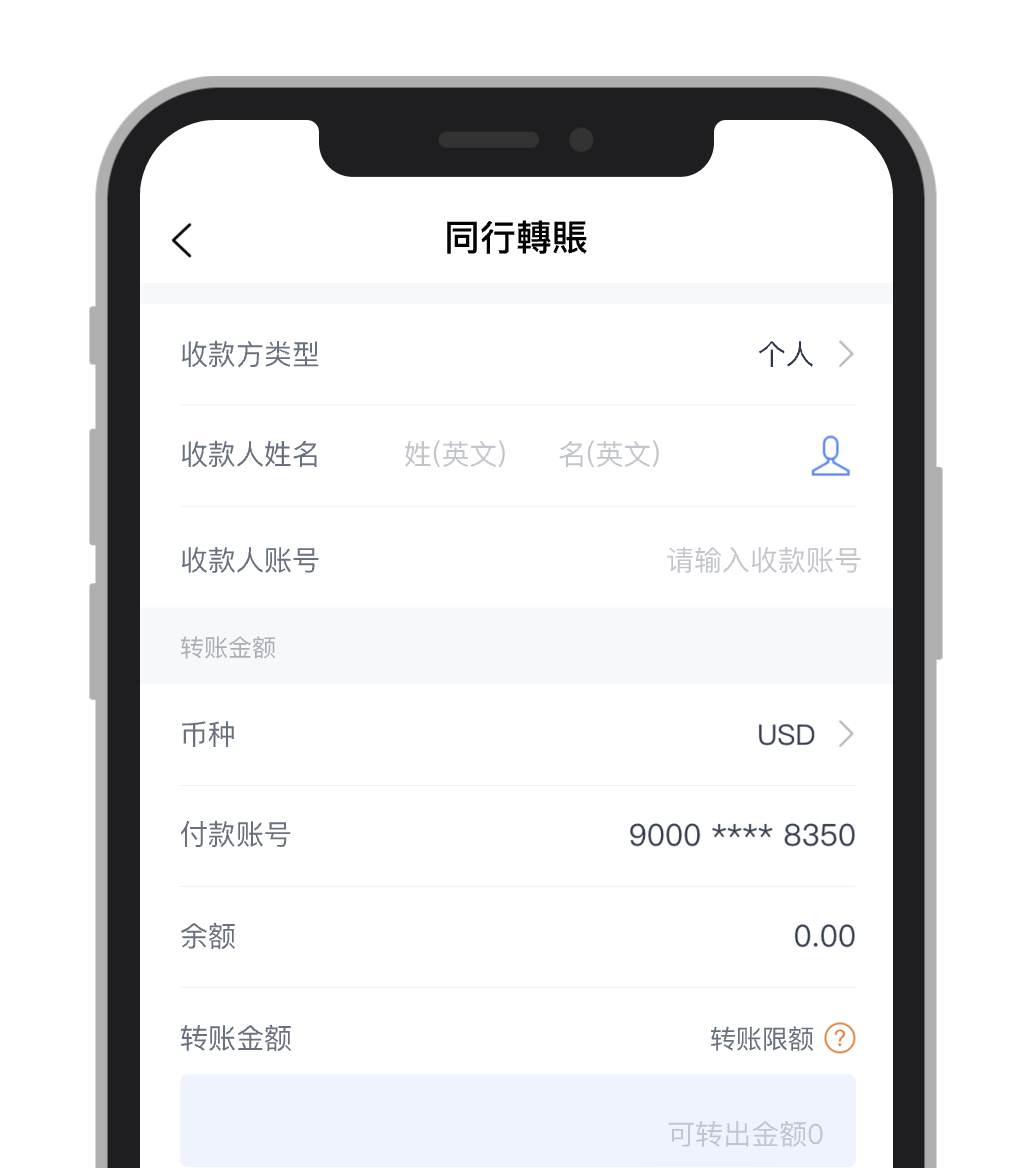 同行轉賬
收款方类型 个人
收款人姓名 姓(英文) 名(英文)
收款人账号 请输入收款账号
转账金额
币种 USD
付款账号 9000 **** 8350
余额 0.00
转账金额 转账限额 ?
可转出金额0